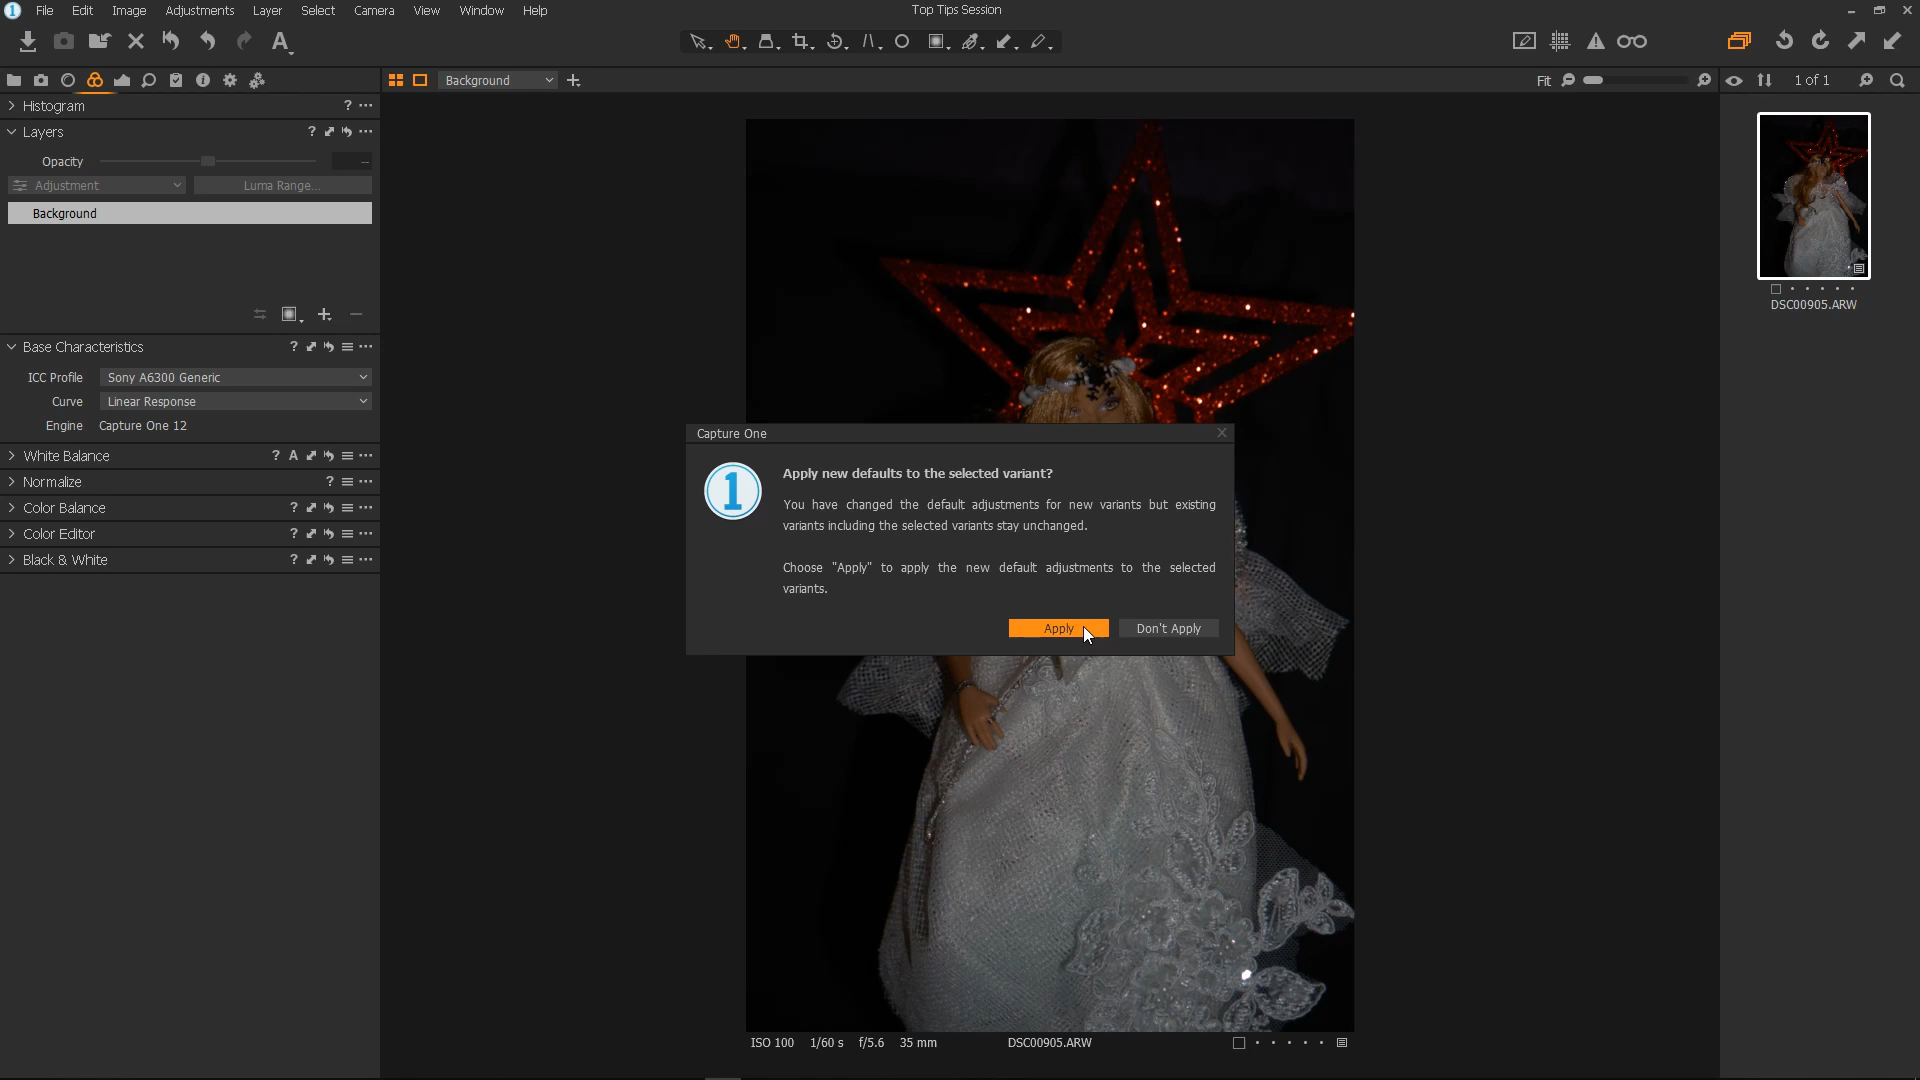 File Edit Image Adjustments Layer Select Camera View Window Help
Top Tips Session
Background
Fit
1 of 1
Histogram
Layers
Opacity
Adjustment
Luma Range...
Background
DSC00905.ARW
Base Characteristics
ICC Profile Sony A6300 Generic
Curve Linear Response
Engine Capture One 12
White Balance
Normalize
Color Balance
Color Editor
Black & White
Capture One
Apply new defaults to the selected variant?
You have changed the default adjustments for new variants but existing
variants including the selected variants stay unchanged.
Choose "Apply" to apply the new default adjustments to the selected
variants.
Apply Don't Apply
ISO 100 1/60 s f/5.6 35 mm DSC00905.ARW